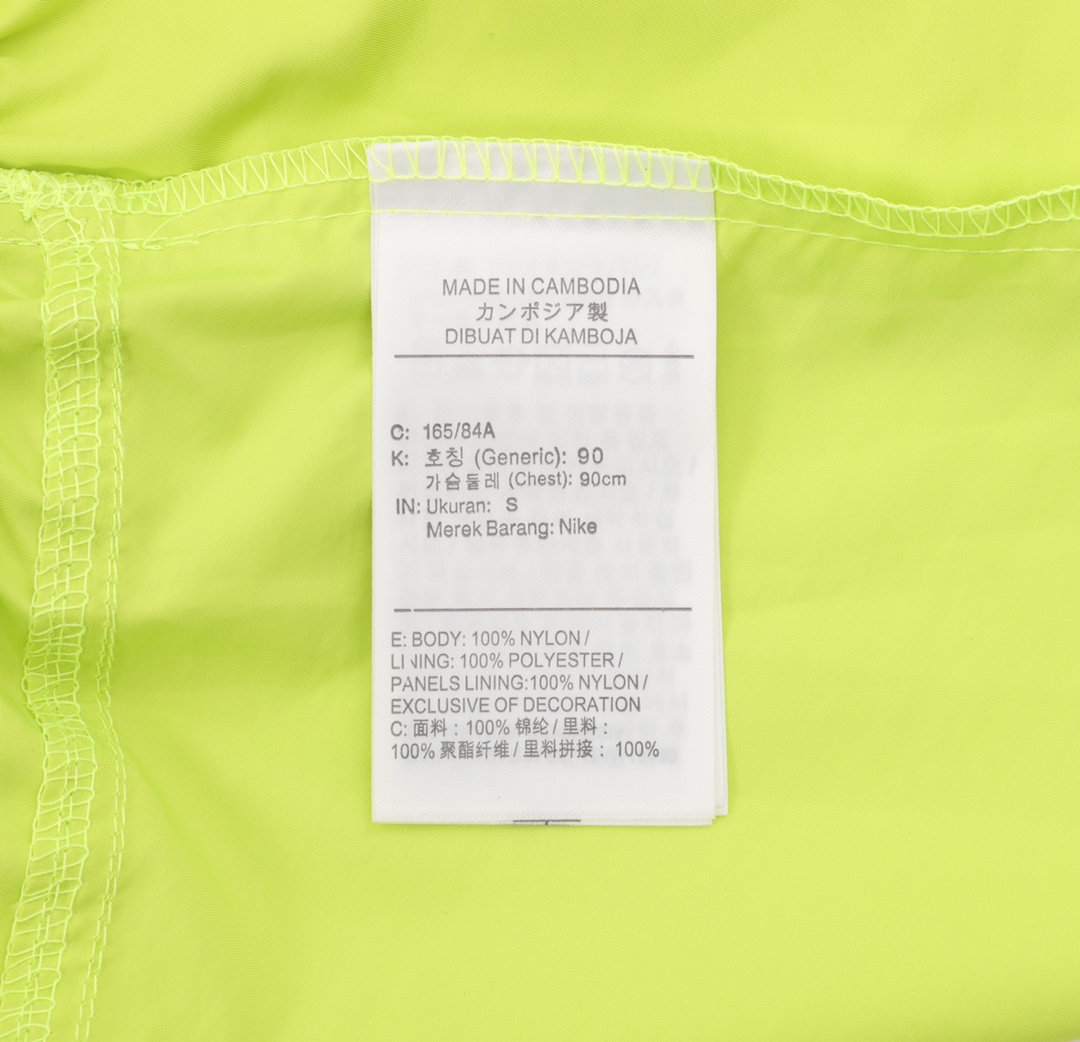 MADE IN CAMBODIA
カンボジア製
DIBUAT DI KAMBOJA
C: 165/84A
K: 호칭 (Generic): 90
가슴둘레 (Chest): 90cm
IN: Ukuran: S
Merek Barang: Nike
E: BODY: 100% NYLON /
LINING: 100% POLYESTER /
PANELS LINING:100% NYLON /
EXCLUSIVE OF DECORATION
C: 面料 : 100% 锦纶 / 里料 :
100% 聚酯纤维 / 里料拼接 : 100%